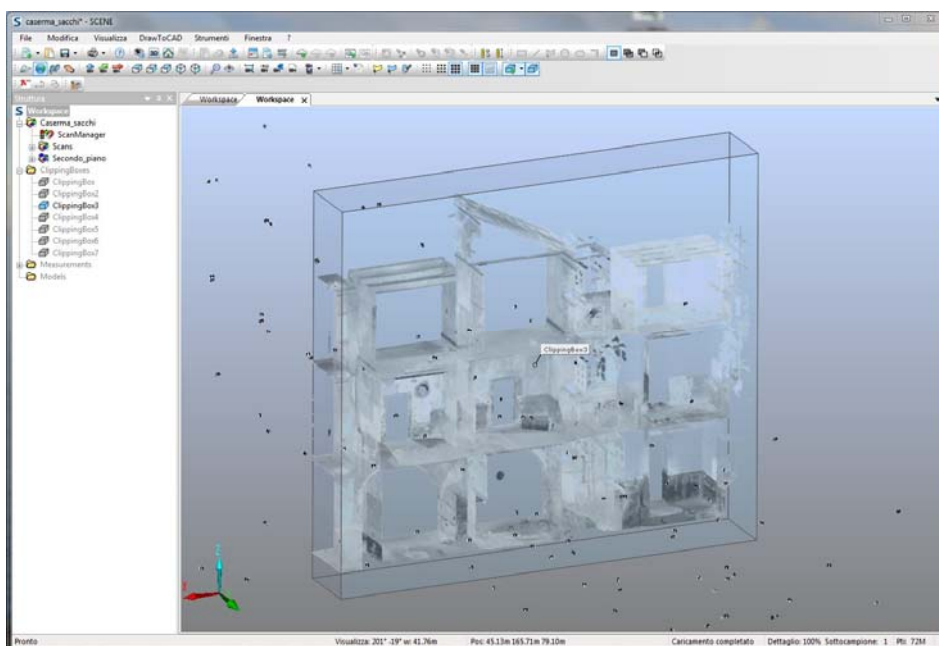 caserma_sacchi* - SCENE
File Modifica Visualizza DrawToCAD Strumenti Finestra ?
Struttura
Workspace
Workspace
Workspace
Caserma_sacchi
ScanManager
Scans
Secondo_piano
ClippingBoxes
ClippingBox
ClippingBox2
ClippingBox3
ClippingBox4
ClippingBox5
ClippingBox6
ClippingBox7
Measurements
Models
ClippingBox3
Z
Pronto
Visualizza: 201° -19° w: 41.76m
Pos: 45.13m 165.71m 79.10m
Caricamento completato
Dettaglio: 100% Sottocampione: 1 Pti: 72M